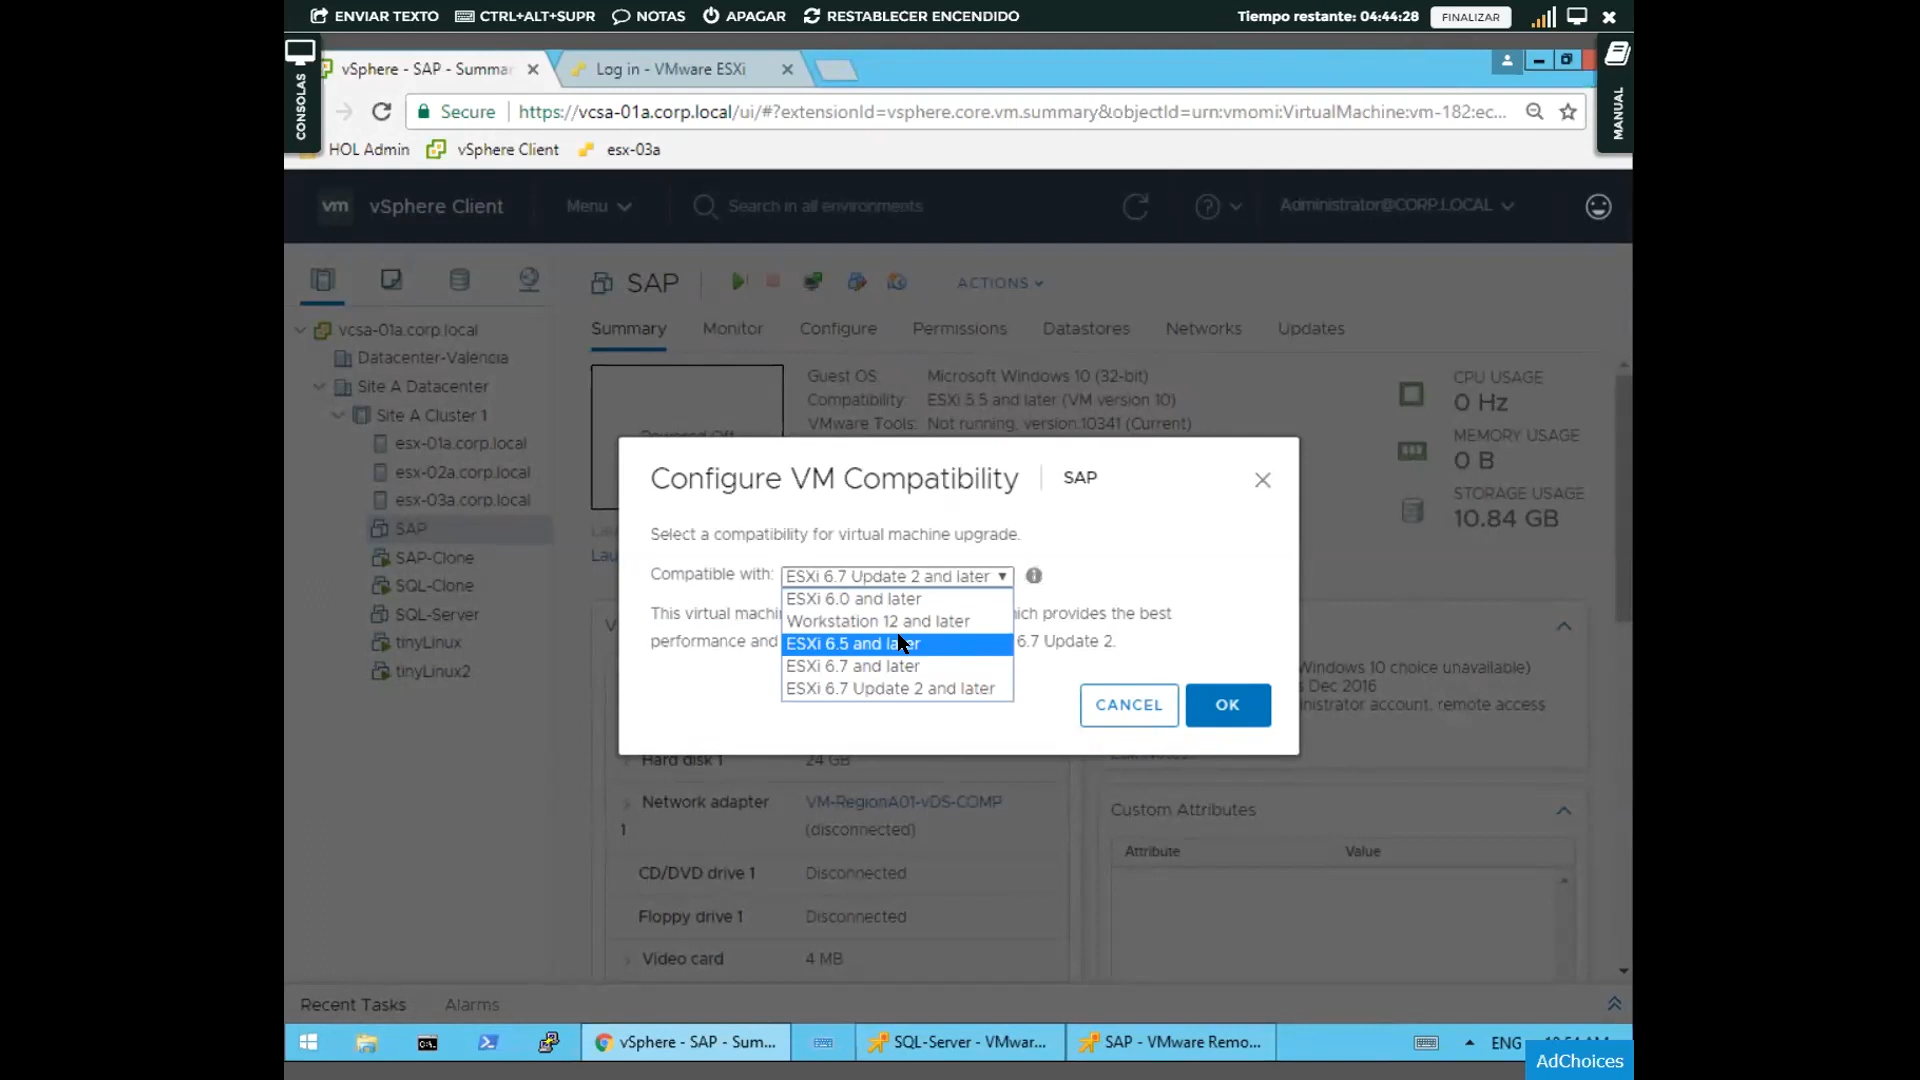 ENVIAR TEXTO CTRL+ALT+SUPR NOTAS APAGAR RESTABLECER ENCENDIDO Tiempo restante: 04:44:28 FINALIZAR
CONSOLAS
MANUAL
vSphere - SAP - Summa Log in - VMware ESXi
Secure https://vcsa-01a.corp.local/ui/#?extensionId=vsphere.core.vm.summary&objectId=urn:vmomi:VirtualMachine:vm-182:ec...
HOL Admin vSphere Client esx-03a
vm vSphere Client Menu Search in all environments Administrator@CORP.LOCAL
SAP ACTIONS
Summary Monitor Configure Permissions Datastores Networks Updates
vcsa-01a.corp.local
Datacenter-Valencia
Site A Datacenter
Site A Cluster 1
esx-01a.corp.local
esx-02a.corp.local
esx-03a.corp.local
SAP
SAP-Clone
SQL-Clone
SQL-Server
tinyLinux
tinyLinux2
Guest OS: Microsoft Windows 10 (32-bit)
Compatibility: ESXi 5.5 and later (VM version 10)
VMware Tools: Not running, version:10341 (Current)
CPU USAGE
0 Hz
MEMORY USAGE
0 B
STORAGE USAGE
10.84 GB
Configure VM Compatibility SAP
Select a compatibility for virtual machine upgrade.
Compatible with: ESXi 6.7 Update 2 and later
ESXi 6.0 and later
Workstation 12 and later
ESXi 6.5 and later
ESXi 6.7 and later
ESXi 6.7 Update 2 and later
This virtual machi ich provides the best
performance and 6.7 Update 2.
CANCEL OK
Windows 10 choice unavailable)
Dec 2016
nistrator account, remote access
Hard disk 1 24 GB
Network adapter 1 VM-RegionA01-vDS-COMP
(disconnected)
CD/DVD drive 1 Disconnected
Floppy drive 1 Disconnected
Video card 4 MB
Custom Attributes
Attribute Value
Recent Tasks Alarms
vSphere - SAP - Sum... SQL-Server - VMwar... SAP - VMware Remo... ENG
AdChoices